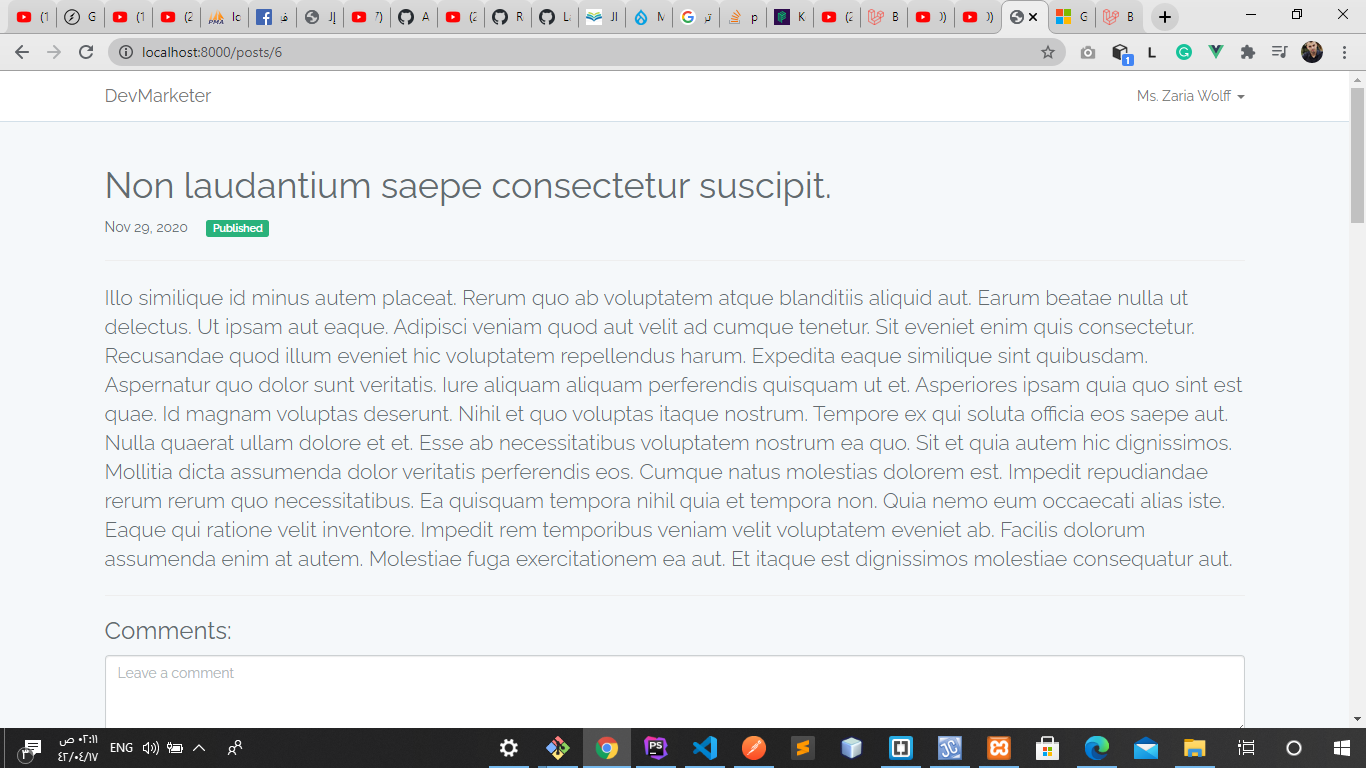 localhost:8000/posts/6
DevMarketer
Ms. Zaria Wolff
Non laudantium saepe consectetur suscipit.
Nov 29, 2020 Published
Illo similique id minus autem placeat. Rerum quo ab voluptatem atque blanditiis aliquid aut. Earum beatae nulla ut
delectus. Ut ipsam aut eaque. Adipisci veniam quod aut velit ad cumque tenetur. Sit eveniet enim quis consectetur.
Recusandae quod illum eveniet hic voluptatem repellendus harum. Expedita eaque similique sint quibusdam.
Aspernatur quo dolor sunt veritatis. Iure aliquam aliquam perferendis quisquam ut et. Asperiores ipsam quia quo sint est
quae. Id magnam voluptas deserunt. Nihil et quo voluptas itaque nostrum. Tempore ex qui soluta officia eos saepe aut.
Nulla quaerat ullam dolore et et. Esse ab necessitatibus voluptatem nostrum ea quo. Sit et quia autem hic dignissimos.
Mollitia dicta assumenda dolor veritatis perferendis eos. Cumque natus molestias dolorem est. Impedit repudiandae
rerum rerum quo necessitatibus. Ea quisquam tempora nihil quia et tempora non. Quia nemo eum occaecati alias iste.
Eaque qui ratione velit inventore. Impedit rem temporibus veniam velit voluptatem eveniet ab. Facilis dolorum
assumenda enim at autem. Molestiae fuga exercitationem ea aut. Et itaque est dignissimos molestiae consequatur aut.
Comments:
Leave a comment
ENG
٠٢:١١ ص
٤٢/٠٤/١٧